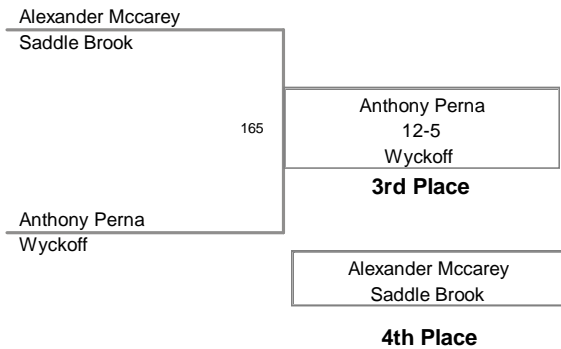 Alexander Mccarey
Saddle Brook
165
Anthony Perna
12-5
Wyckoff
3rd Place
Anthony Perna
Wyckoff
Alexander Mccarey
Saddle Brook
4th Place